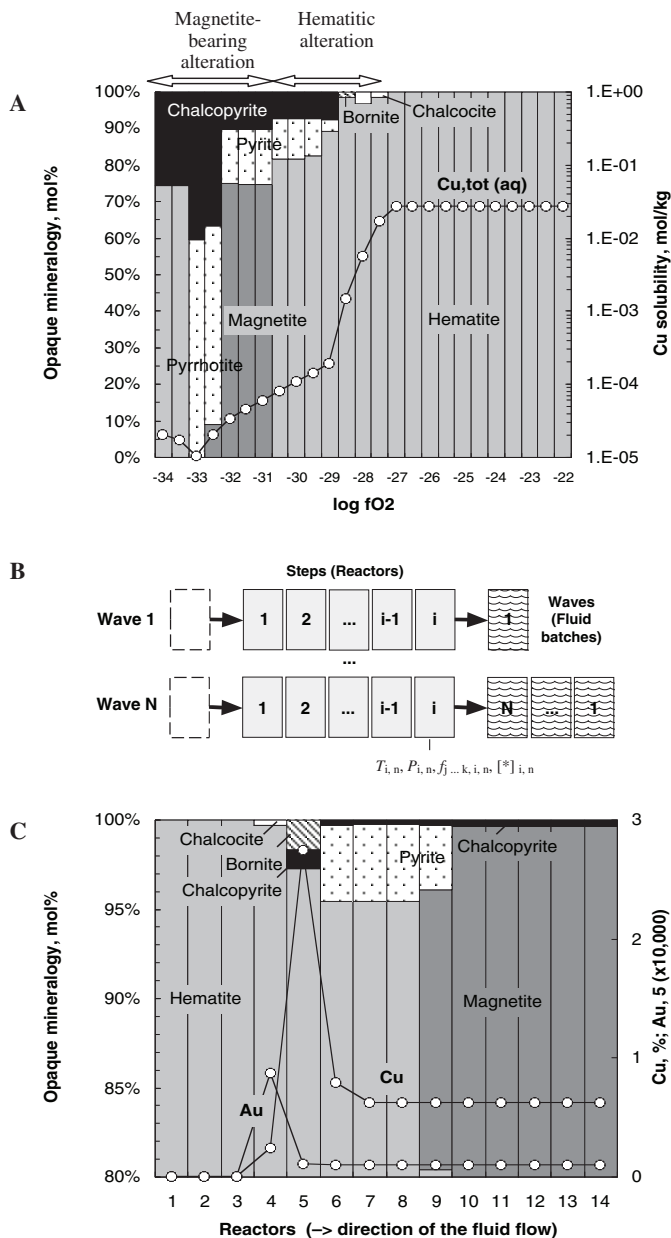 Magnetite-
bearing
alteration
Hematitic
alteration
A
100%
90%
80%
70%
60%
50%
40%
30%
20%
10%
0%
Opaque mineralogy, mol%
Chalcopyrite
Pyrite
Bornite
Chalcocite
Cu,tot (aq)
Magnetite
Hematite
Pyrrhotite
1.E+00
1.E-01
1.E-02
1.E-03
1.E-04
1.E-05
Cu solubility, mol/kg
-34 -33 -32 -31 -30 -29 -28 -27 -26 -25 -24 -23 -22
log fO2
B
Steps (Reactors)
Wave 1
1 2 ... i-1 i
1
Waves
(Fluid
batches)
...
Wave N
1 2 ... i-1 i
N ... 1
T i, n, P i, n, f j ... k, i, n, [*] i, n
C
100%
95%
90%
85%
80%
Opaque mineralogy, mol%
Chalcocite
Bornite
Chalcopyrite
Pyrite
Chalcopyrite
Hematite
Magnetite
Au
Cu
3
2
1
0
Cu, %; Au, 5 (x10,000)
1 2 3 4 5 6 7 8 9 10 11 12 13 14
Reactors (–> direction of the fluid flow)